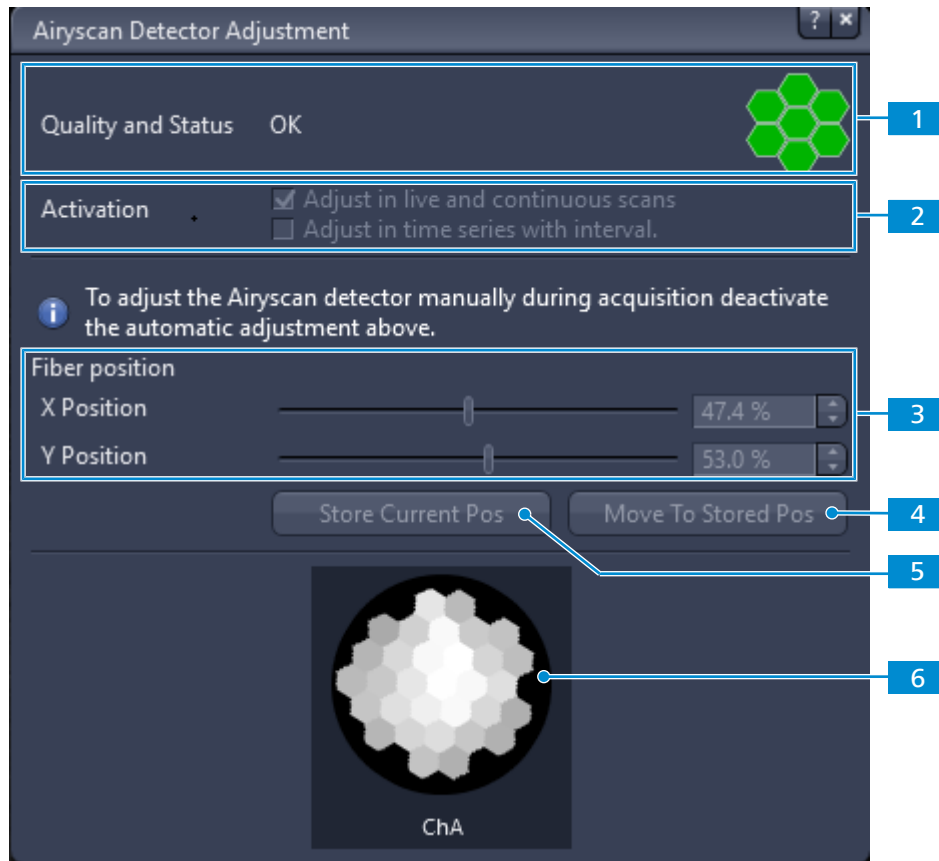 Airyscan Detector Adjustment ? ×
Quality and Status OK
1
Activation
Adjust in live and continuous scans
Adjust in time series with interval.
2
i
To adjust the Airyscan detector manually during acquisition deactivate
the automatic adjustment above.
Fiber position
X Position 47.4 %
Y Position 53.0 %
3
Store Current Pos Move To Stored Pos
4
5
6
ChA